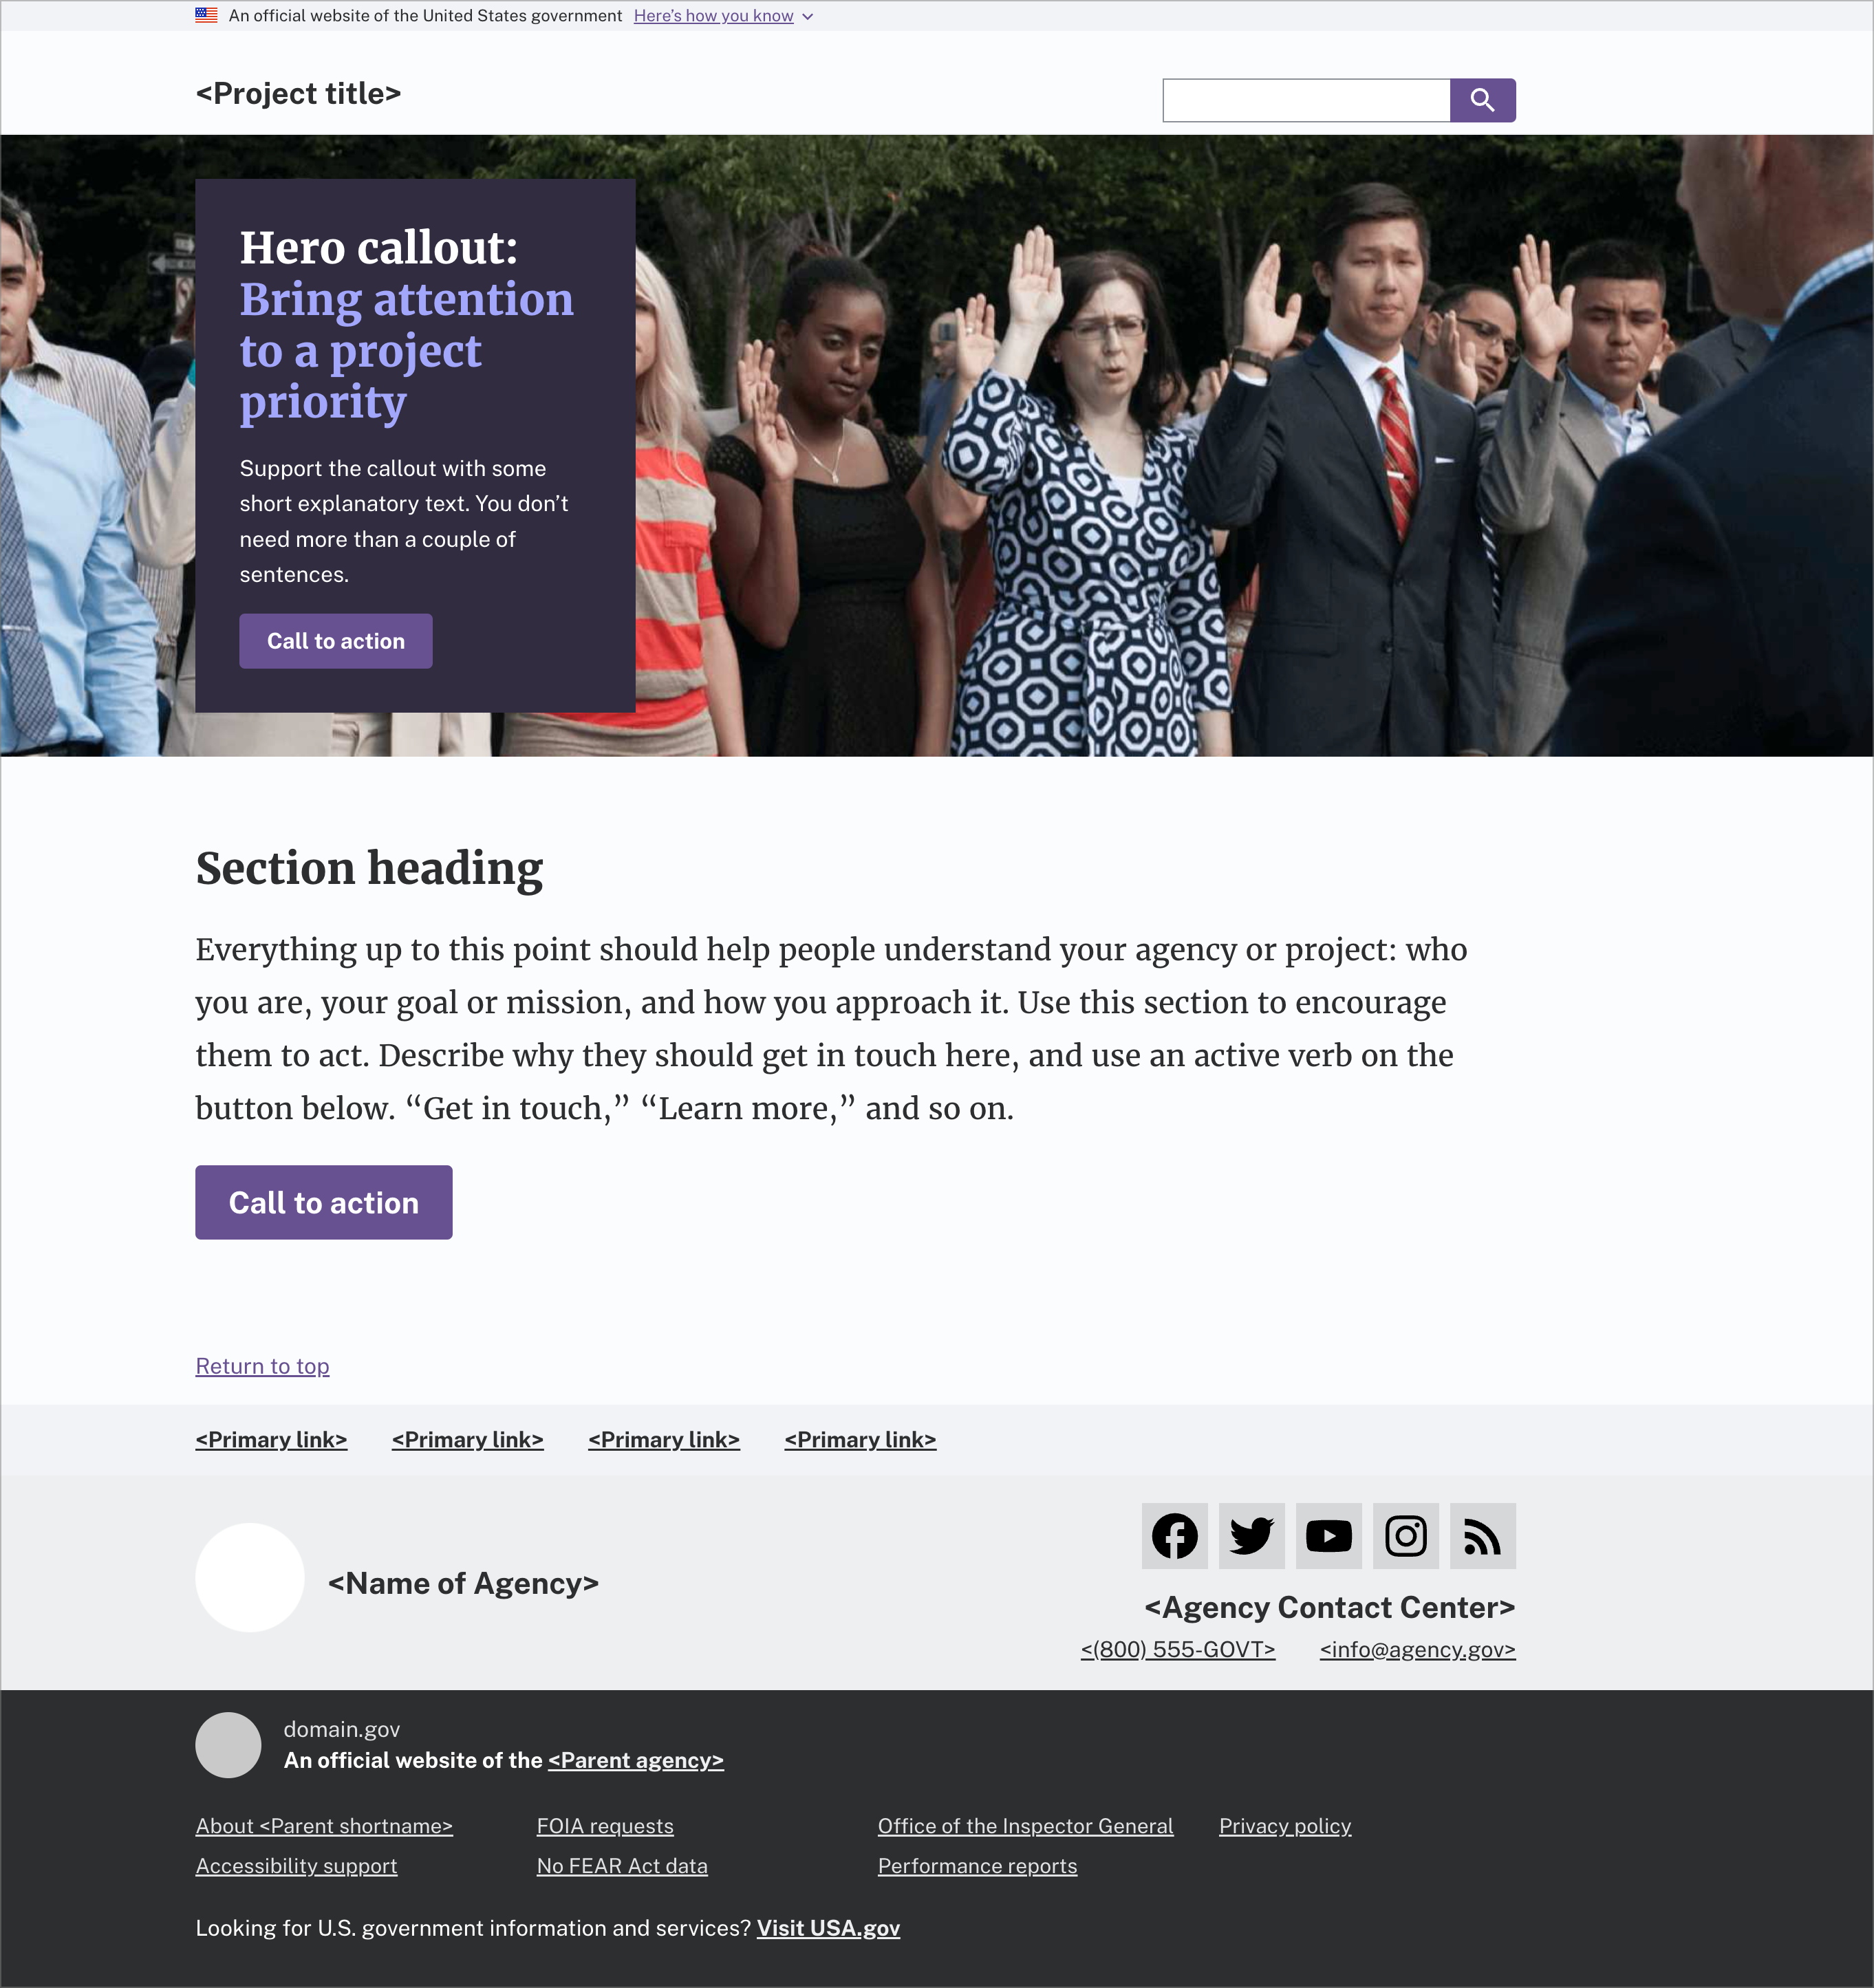 An official website of the United States government Here’s how you know
<Project title>
Hero callout:
Bring attention
to a project
priority
Support the callout with some
short explanatory text. You don’t
need more than a couple of
sentences.
Call to action
Section heading
Everything up to this point should help people understand your agency or project: who
you are, your goal or mission, and how you approach it. Use this section to encourage
them to act. Describe why they should get in touch here, and use an active verb on the
button below. “Get in touch,” “Learn more,” and so on.
Call to action
Return to top
<Primary link> <Primary link> <Primary link> <Primary link>
<Name of Agency>
<Agency Contact Center>
<(800) 555-GOVT> <info@agency.gov>
domain.gov
An official website of the <Parent agency>
About <Parent shortname> FOIA requests Office of the Inspector General Privacy policy
Accessibility support No FEAR Act data Performance reports
Looking for U.S. government information and services? Visit USA.gov